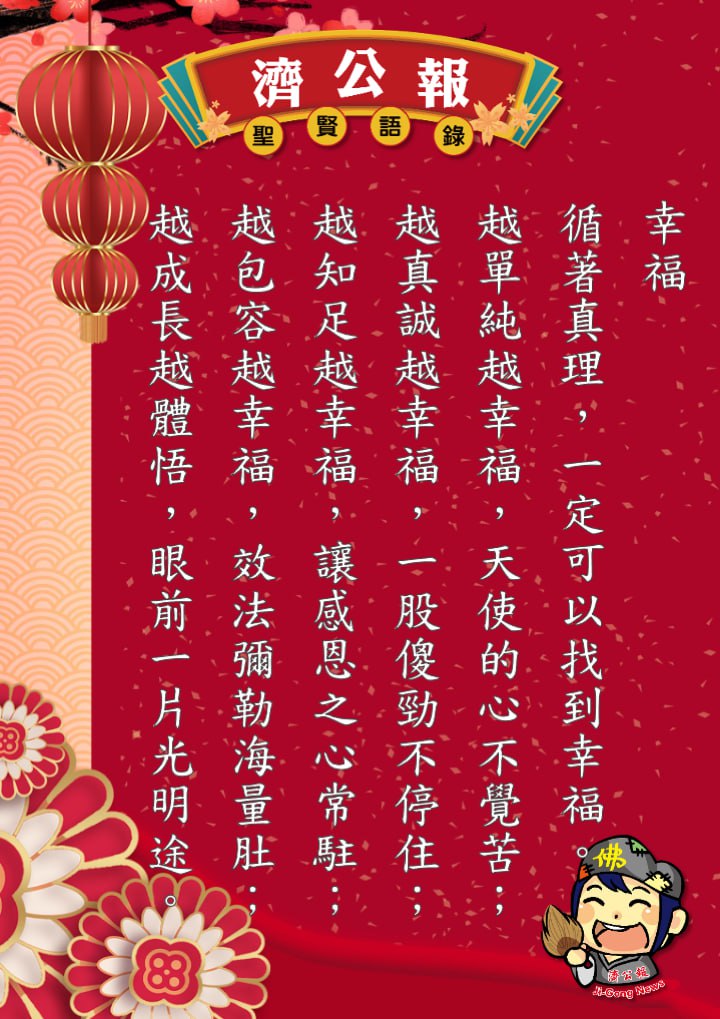 濟公報
聖賢語錄
幸福
循著真理，一定可以找到幸福。
越單純越幸福，天使的心不覺苦；
越真誠越幸福，一股傻勁不停住；
越知足越幸福，讓感恩之心常駐；
越包容越幸福，效法彌勒海量肚；
越成長越體悟，眼前一片光明途。
佛
濟公報
Ji-Gong News